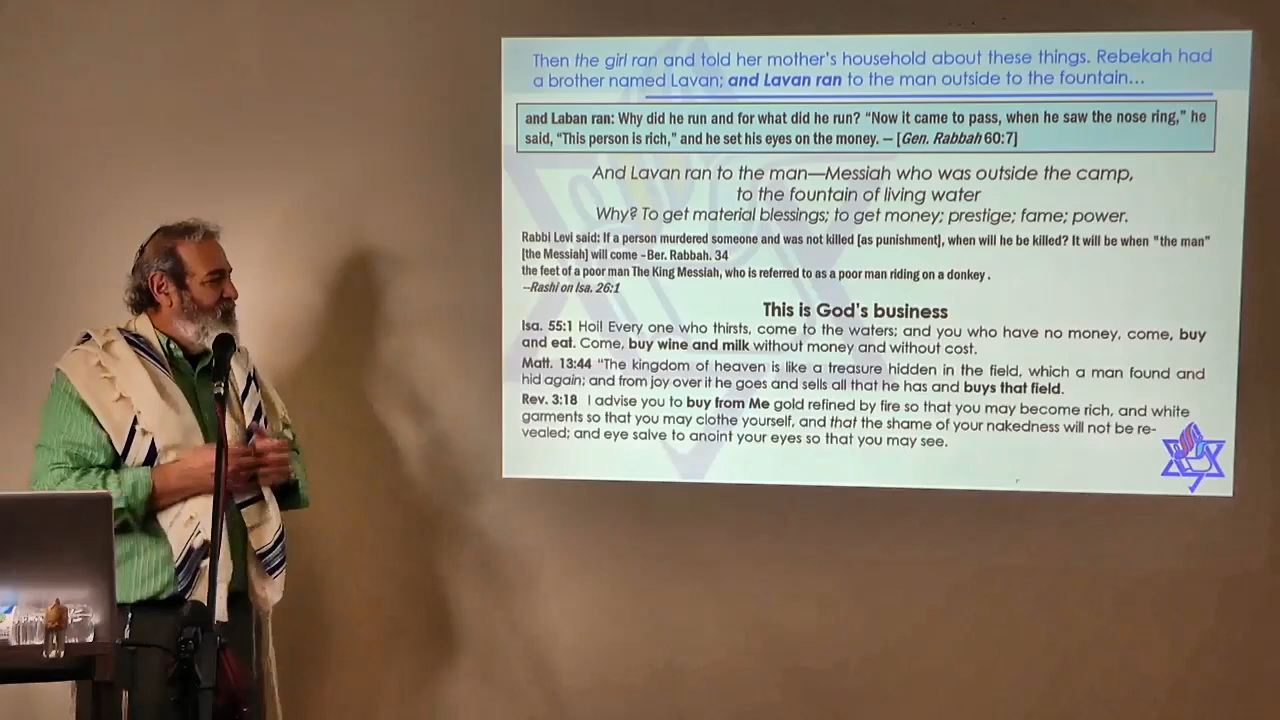 Then the girl ran and told her mother's household about these things. Rebekah had
a brother named Lavan; and Lavan ran to the man outside to the fountain...
and Laban ran: Why did he run and for what did he run? "Now it came to pass, when he saw the nose ring," he
said, "This person is rich," and he set his eyes on the money. – [Gen. Rabbah 60:7]
And Lavan ran to the man—Messiah who was outside the camp,
to the fountain of living water
Why? To get material blessings; to get money; prestige; fame; power.
Rabbi Levi said: If a person murdered someone and was not killed [as punishment], when will he be killed? It will be when "the man"
[the Messiah] will come –Ber. Rabbah. 34
the feet of a poor man The King Messiah, who is referred to as a poor man riding on a donkey .
--Rashi on Isa. 26:1
This is God's business
Isa. 55:1 Hoi! Every one who thirsts, come to the waters; and you who have no money, come, buy
and eat. Come, buy wine and milk without money and without cost.
Matt. 13:44 "The kingdom of heaven is like a treasure hidden in the field, which a man found and
hid again; and from joy over it he goes and sells all that he has and buys that field.
Rev. 3:18 I advise you to buy from Me gold refined by fire so that you may become rich, and white
garments so that you may clothe yourself, and that the shame of your nakedness will not be re-
vealed; and eye salve to anoint your eyes so that you may see.